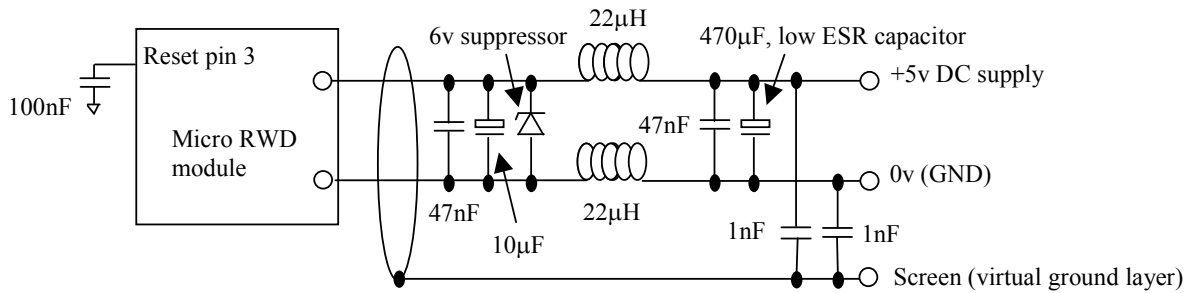 22μH
6v suppressor
470μF, low ESR capacitor
Reset pin 3
+5v DC supply
100nF
Micro RWD
module
47nF
0v (GND)
47nF
22μH
10μF
1nF
1nF
Screen (virtual ground layer)